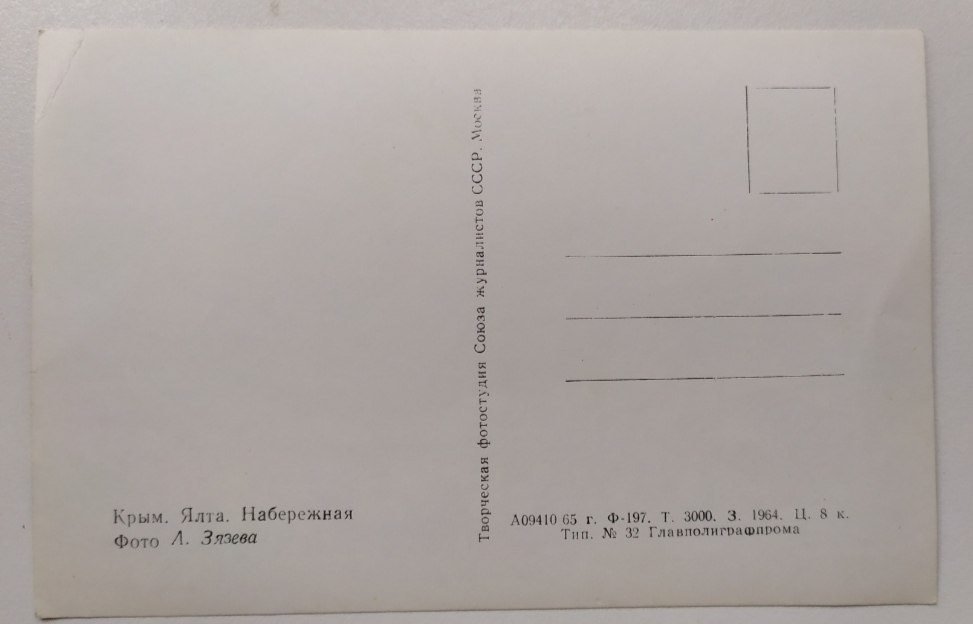 Крым. Ялта. Набережная
Фото А. Зязева
Творческая фотостудия Союза журналистов СССР. Москва
А09410 65 г. Ф-197. Т. 3000. З. 1964. Ц. 8 к.
Тип. № 32 Главполиграфпрома